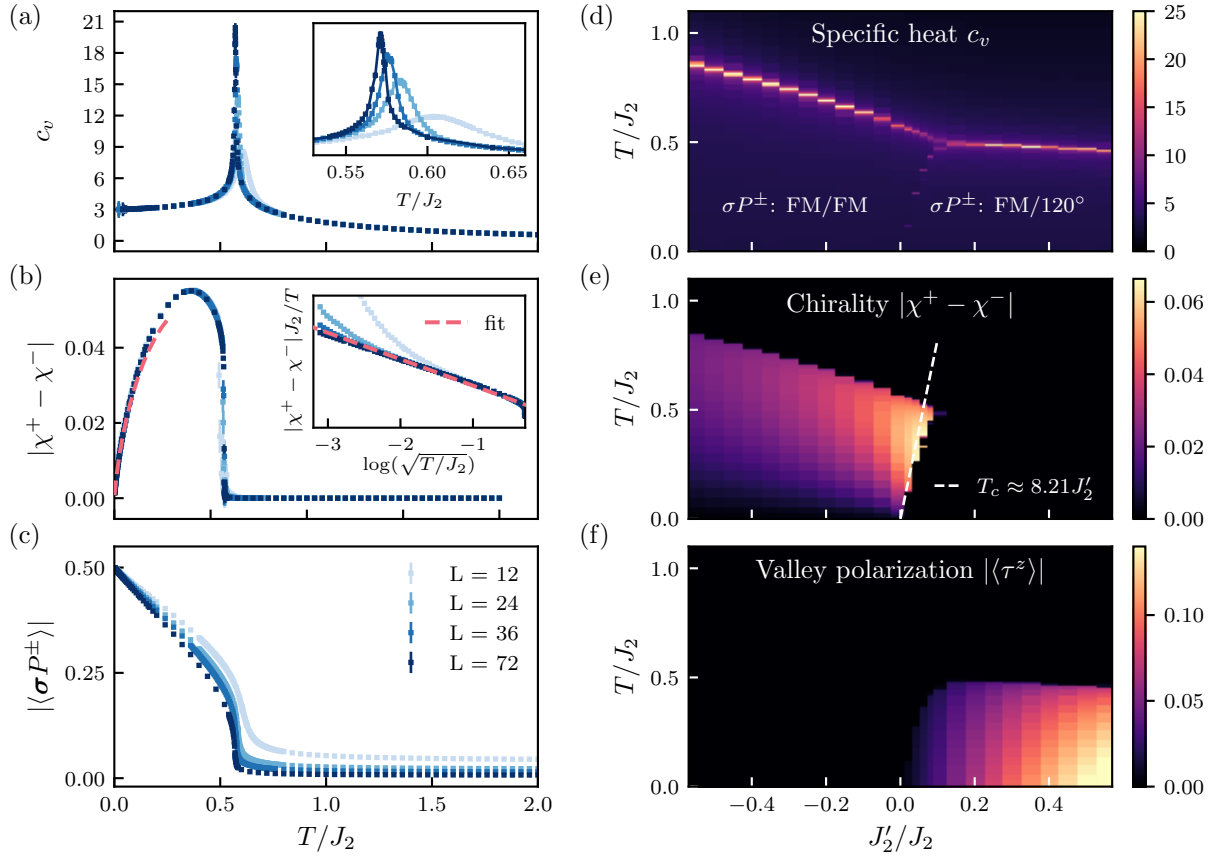 (a)
21
18
15
12
9
6
3
0
c_v
0.55 0.60 0.65
T/J_2
(b)
0.04
0.02
0.00
|χ^+ − χ^−|
|χ^+ − χ^−|J_2/T
fit
−3 −2 −1
log(√T/J_2)
(c)
0.50
0.25
0.00
|⟨σP^±⟩|
L = 12
L = 24
L = 36
L = 72
0.0 0.5 1.0 1.5 2.0
T/J_2
(d)
1.0
0.5
0.0
T/J_2
Specific heat c_v
σP^±: FM/FM σP^±: FM/120°
25
20
15
10
5
0
(e)
1.0
0.5
0.0
T/J_2
Chirality |χ^+ − χ^−|
T_c ≈ 8.21J_2′
0.06
0.04
0.02
0.00
(f)
1.0
0.5
0.0
T/J_2
Valley polarization |⟨τ^z⟩|
0.10
0.05
0.00
−0.4 −0.2 0.0 0.2 0.4
J_2′/J_2